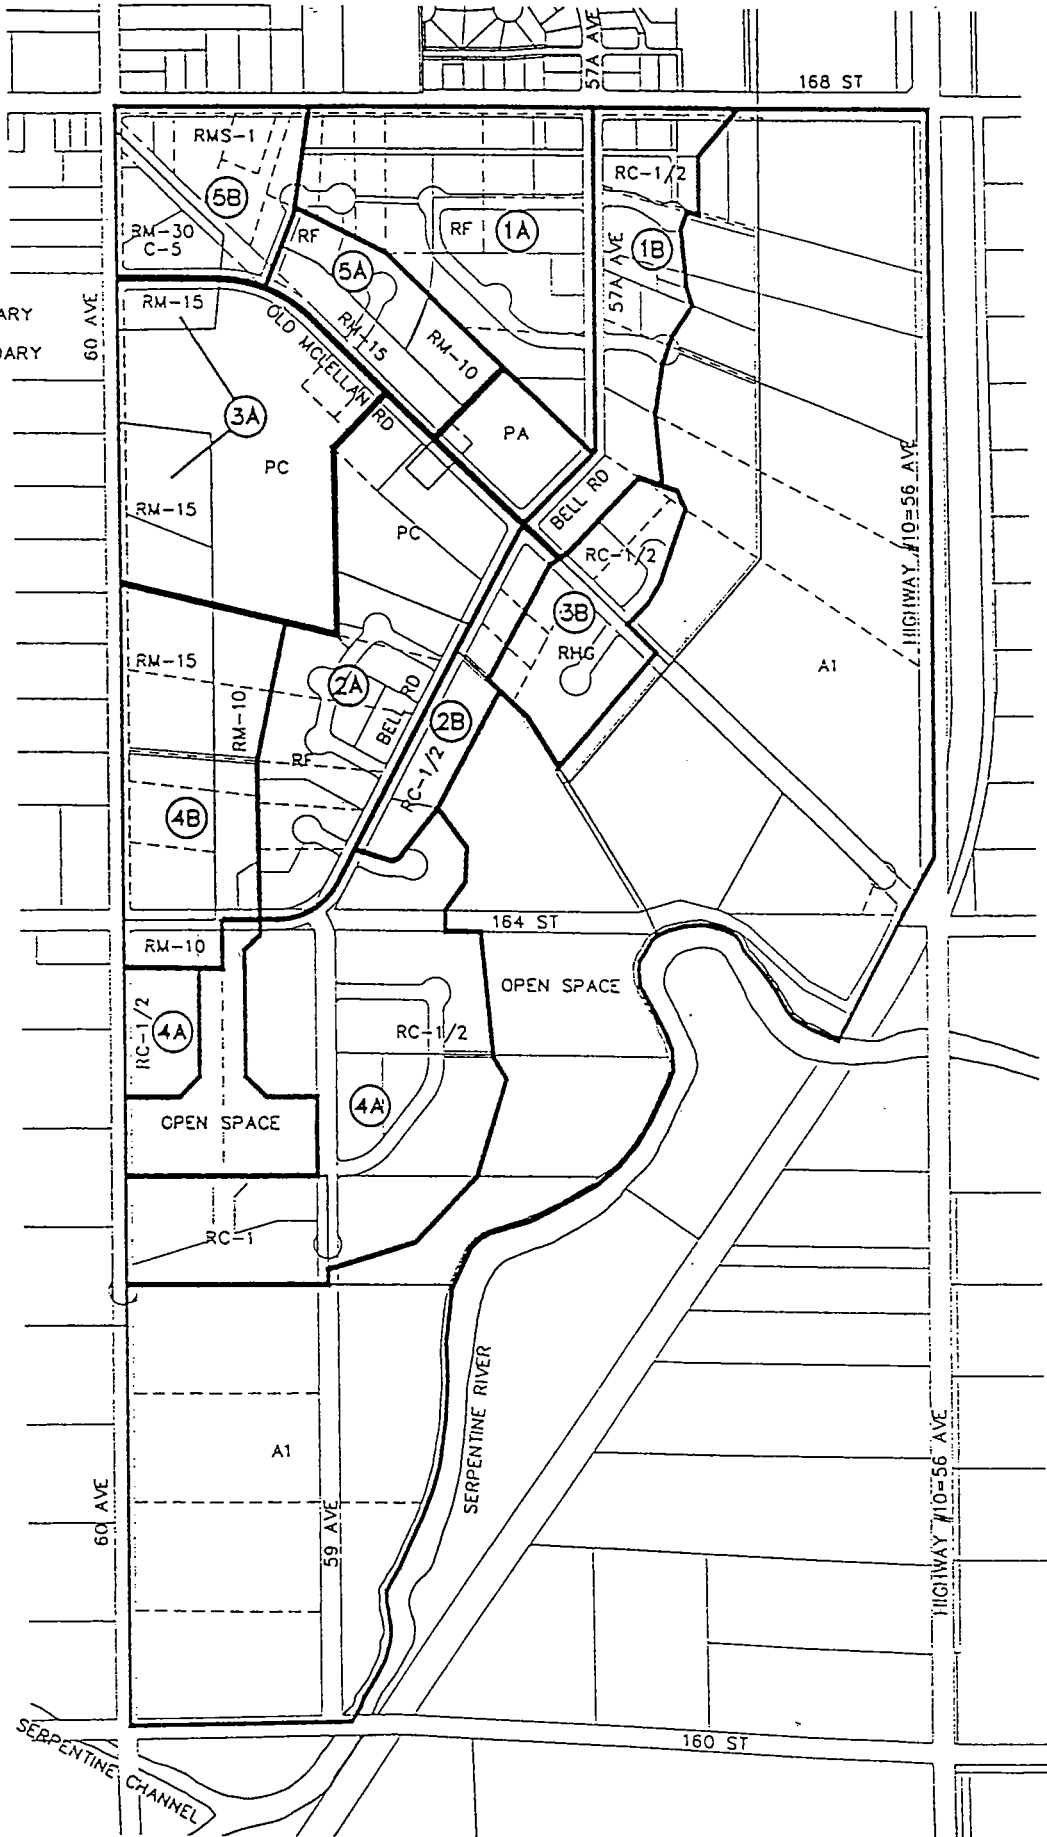 57A AVE
168 ST
RMS-1
RC-1/2
5B
RM-30
C-5
RF
RF
1A
1B
5A
57A AVE
ARY
DARY
60 AVE
RM-15
OLD MCLELLAN RD
RM-15
RM-10
3A
PC
PA
HIGHWAY #10=56 AVE
BELL RD
RM-15
PC
RC-1/2
3B
RHG
A1
RM-15
2A
BELL RD
2B
RM-10
RF
RC-1/2
4B
164 ST
RM-10
OPEN SPACE
RC-1/2
4A
RC-1/2
4A
OPEN SPACE
RC-1
SERPENTINE RIVER
A1
HIGHWAY #10=56 AVE
60 AVE
59 AVE
160 ST
SERPENTINE CHANNEL